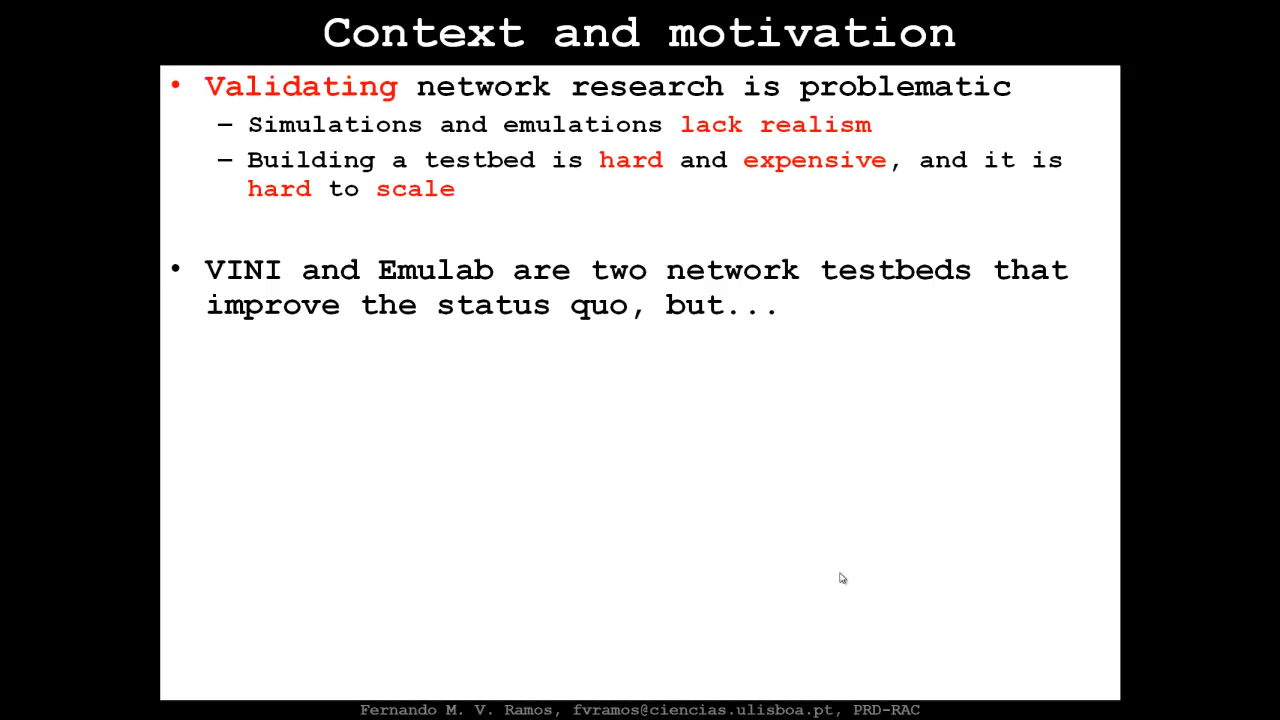 Context and motivation
• Validating network research is problematic
– Simulations and emulations lack realism
– Building a testbed is hard and expensive, and it is
hard to scale
• VINI and Emulab are two network testbeds that
improve the status quo, but...
Fernando M. V. Ramos, fvramos@ciencias.ulisboa.pt, PRD-RAC